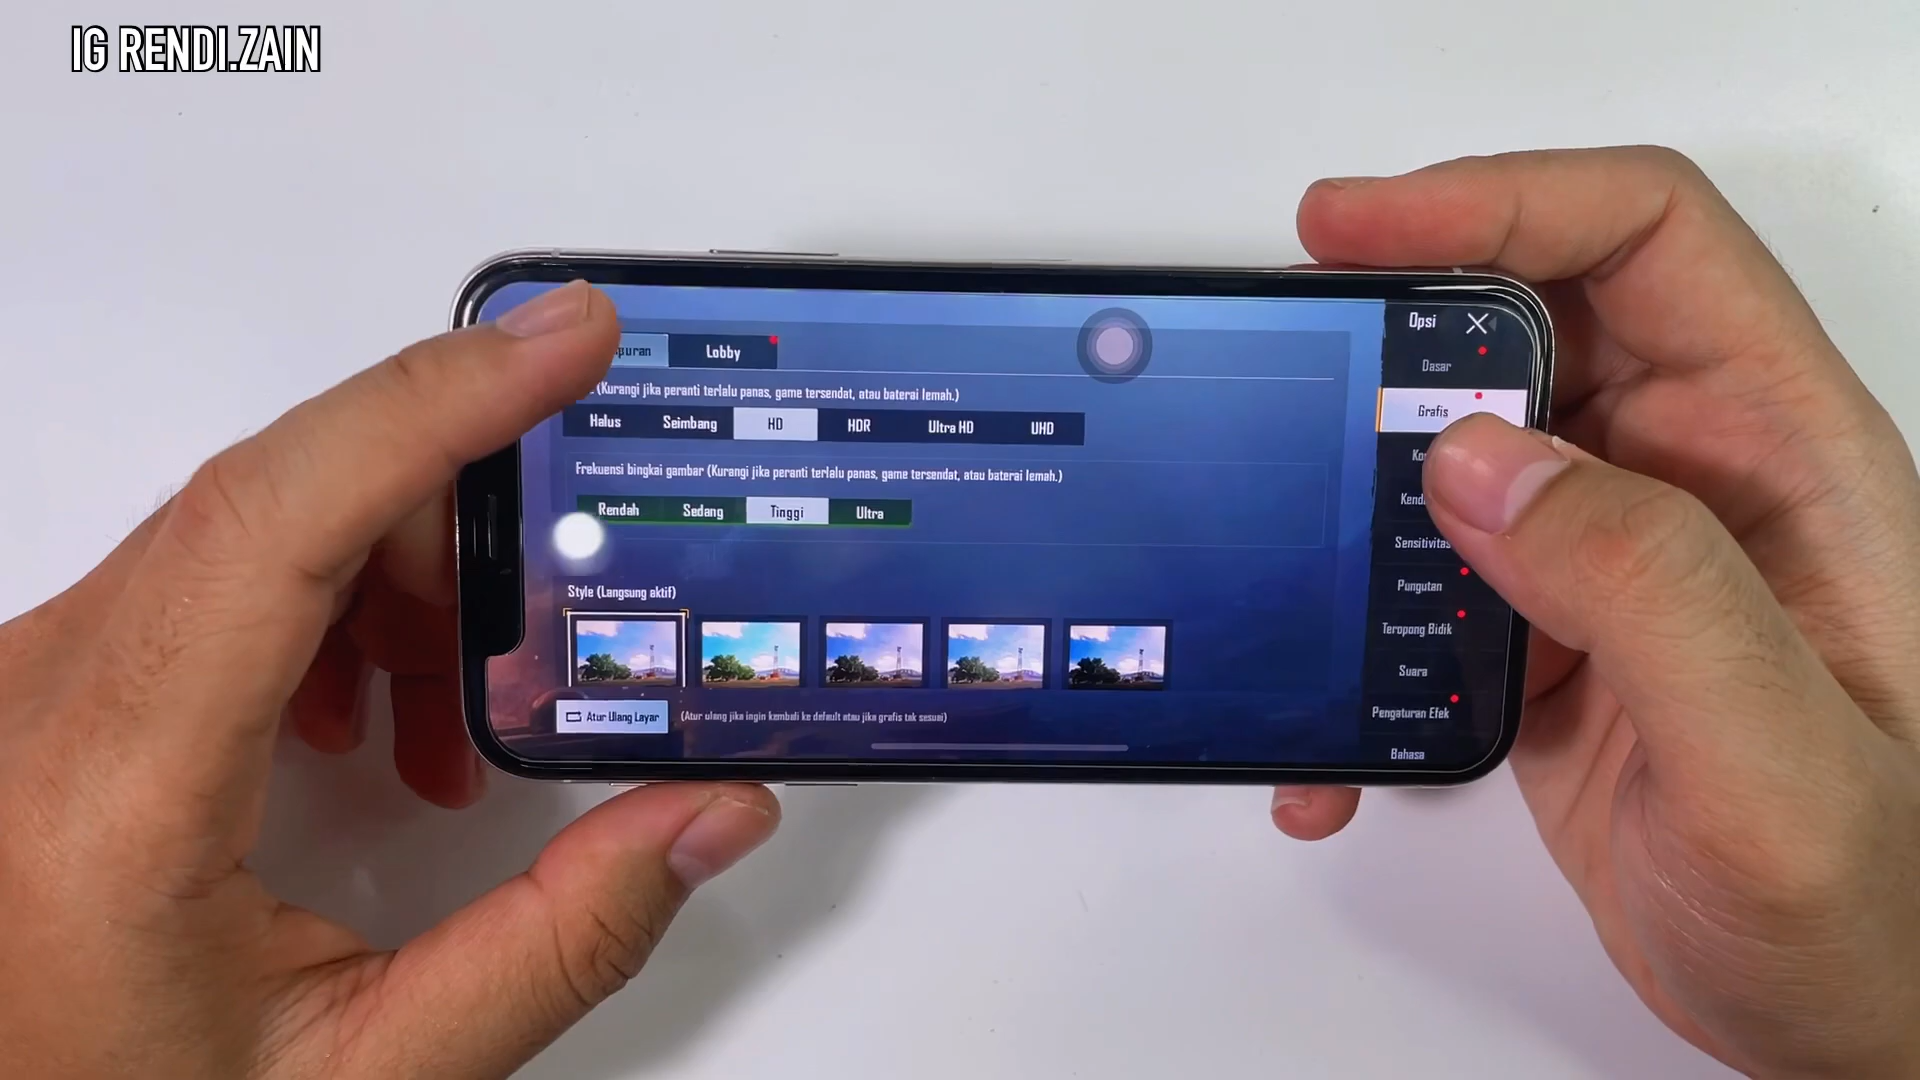 IG RENDI.ZAIN
Opsi
Lobby
(Kurangi jika peranti terlalu panas, game tersendat, atau baterai lemah.)
Halus Seimbang HD HDR Ultra HD UHD
Frekuensi bingkai gambar (Kurangi jika peranti terlalu panas, game tersendat, atau baterai lemah.)
Rendah Sedang Tinggi Ultra
Style (Langsung aktif)
Atur Ulang Layar (Atur ulang jika ingin kembali ke default atau jika grafis tak sesuai)
Dasar
Grafis
Sensitivitas
Pungutan
Teropong Bidik
Suara
Pengaturan Efek
Bahasa